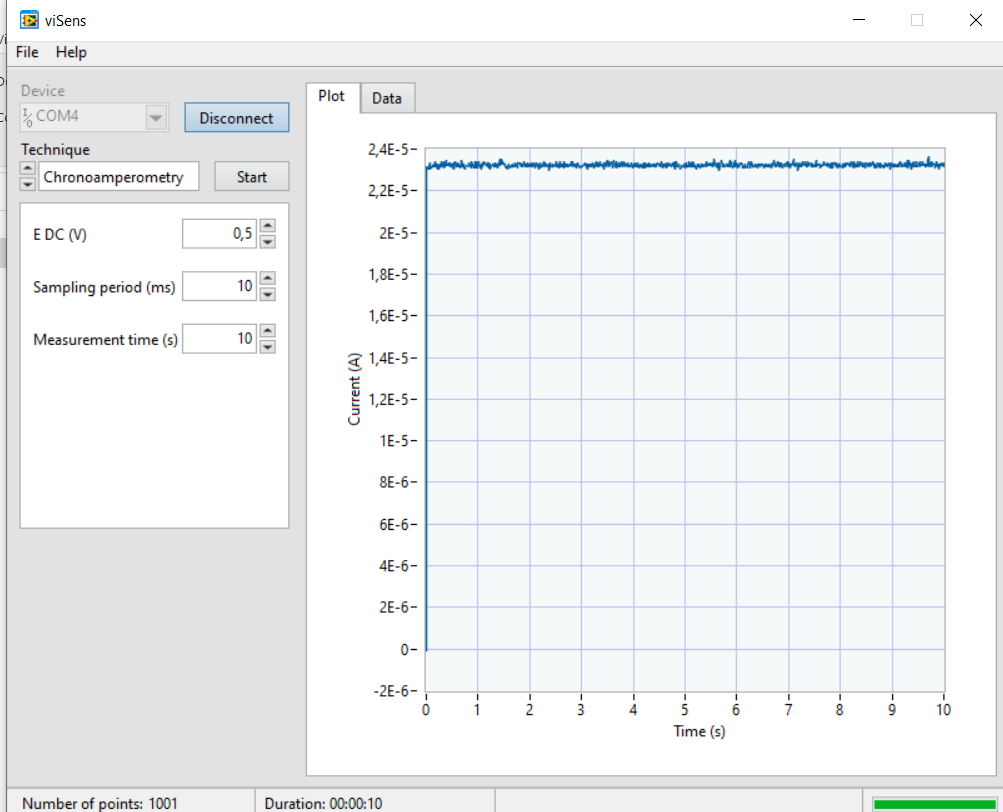 viSens
File Help
Device
I/O COM4
Disconnect
Technique
Chronoamperometry
Start
E DC (V)
0,5
Sampling period (ms)
10
Measurement time (s)
10
Plot
Data
2,4E-5
2,2E-5
2E-5
1,8E-5
1,6E-5
1,4E-5
1,2E-5
1E-5
8E-6
6E-6
4E-6
2E-6
0
-2E-6
Current (A)
0 1 2 3 4 5 6 7 8 9 10
Time (s)
Number of points: 1001
Duration: 00:00:10